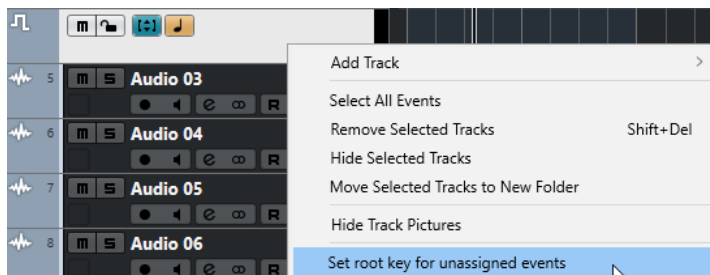 m
Add Track
5 m S Audio 03
e R
Select All Events
6 m S Audio 04
e R
Remove Selected Tracks Shift+Del
Hide Selected Tracks
7 m S Audio 05
e R
Move Selected Tracks to New Folder
Hide Track Pictures
8 m S Audio 06
e R
Set root key for unassigned events